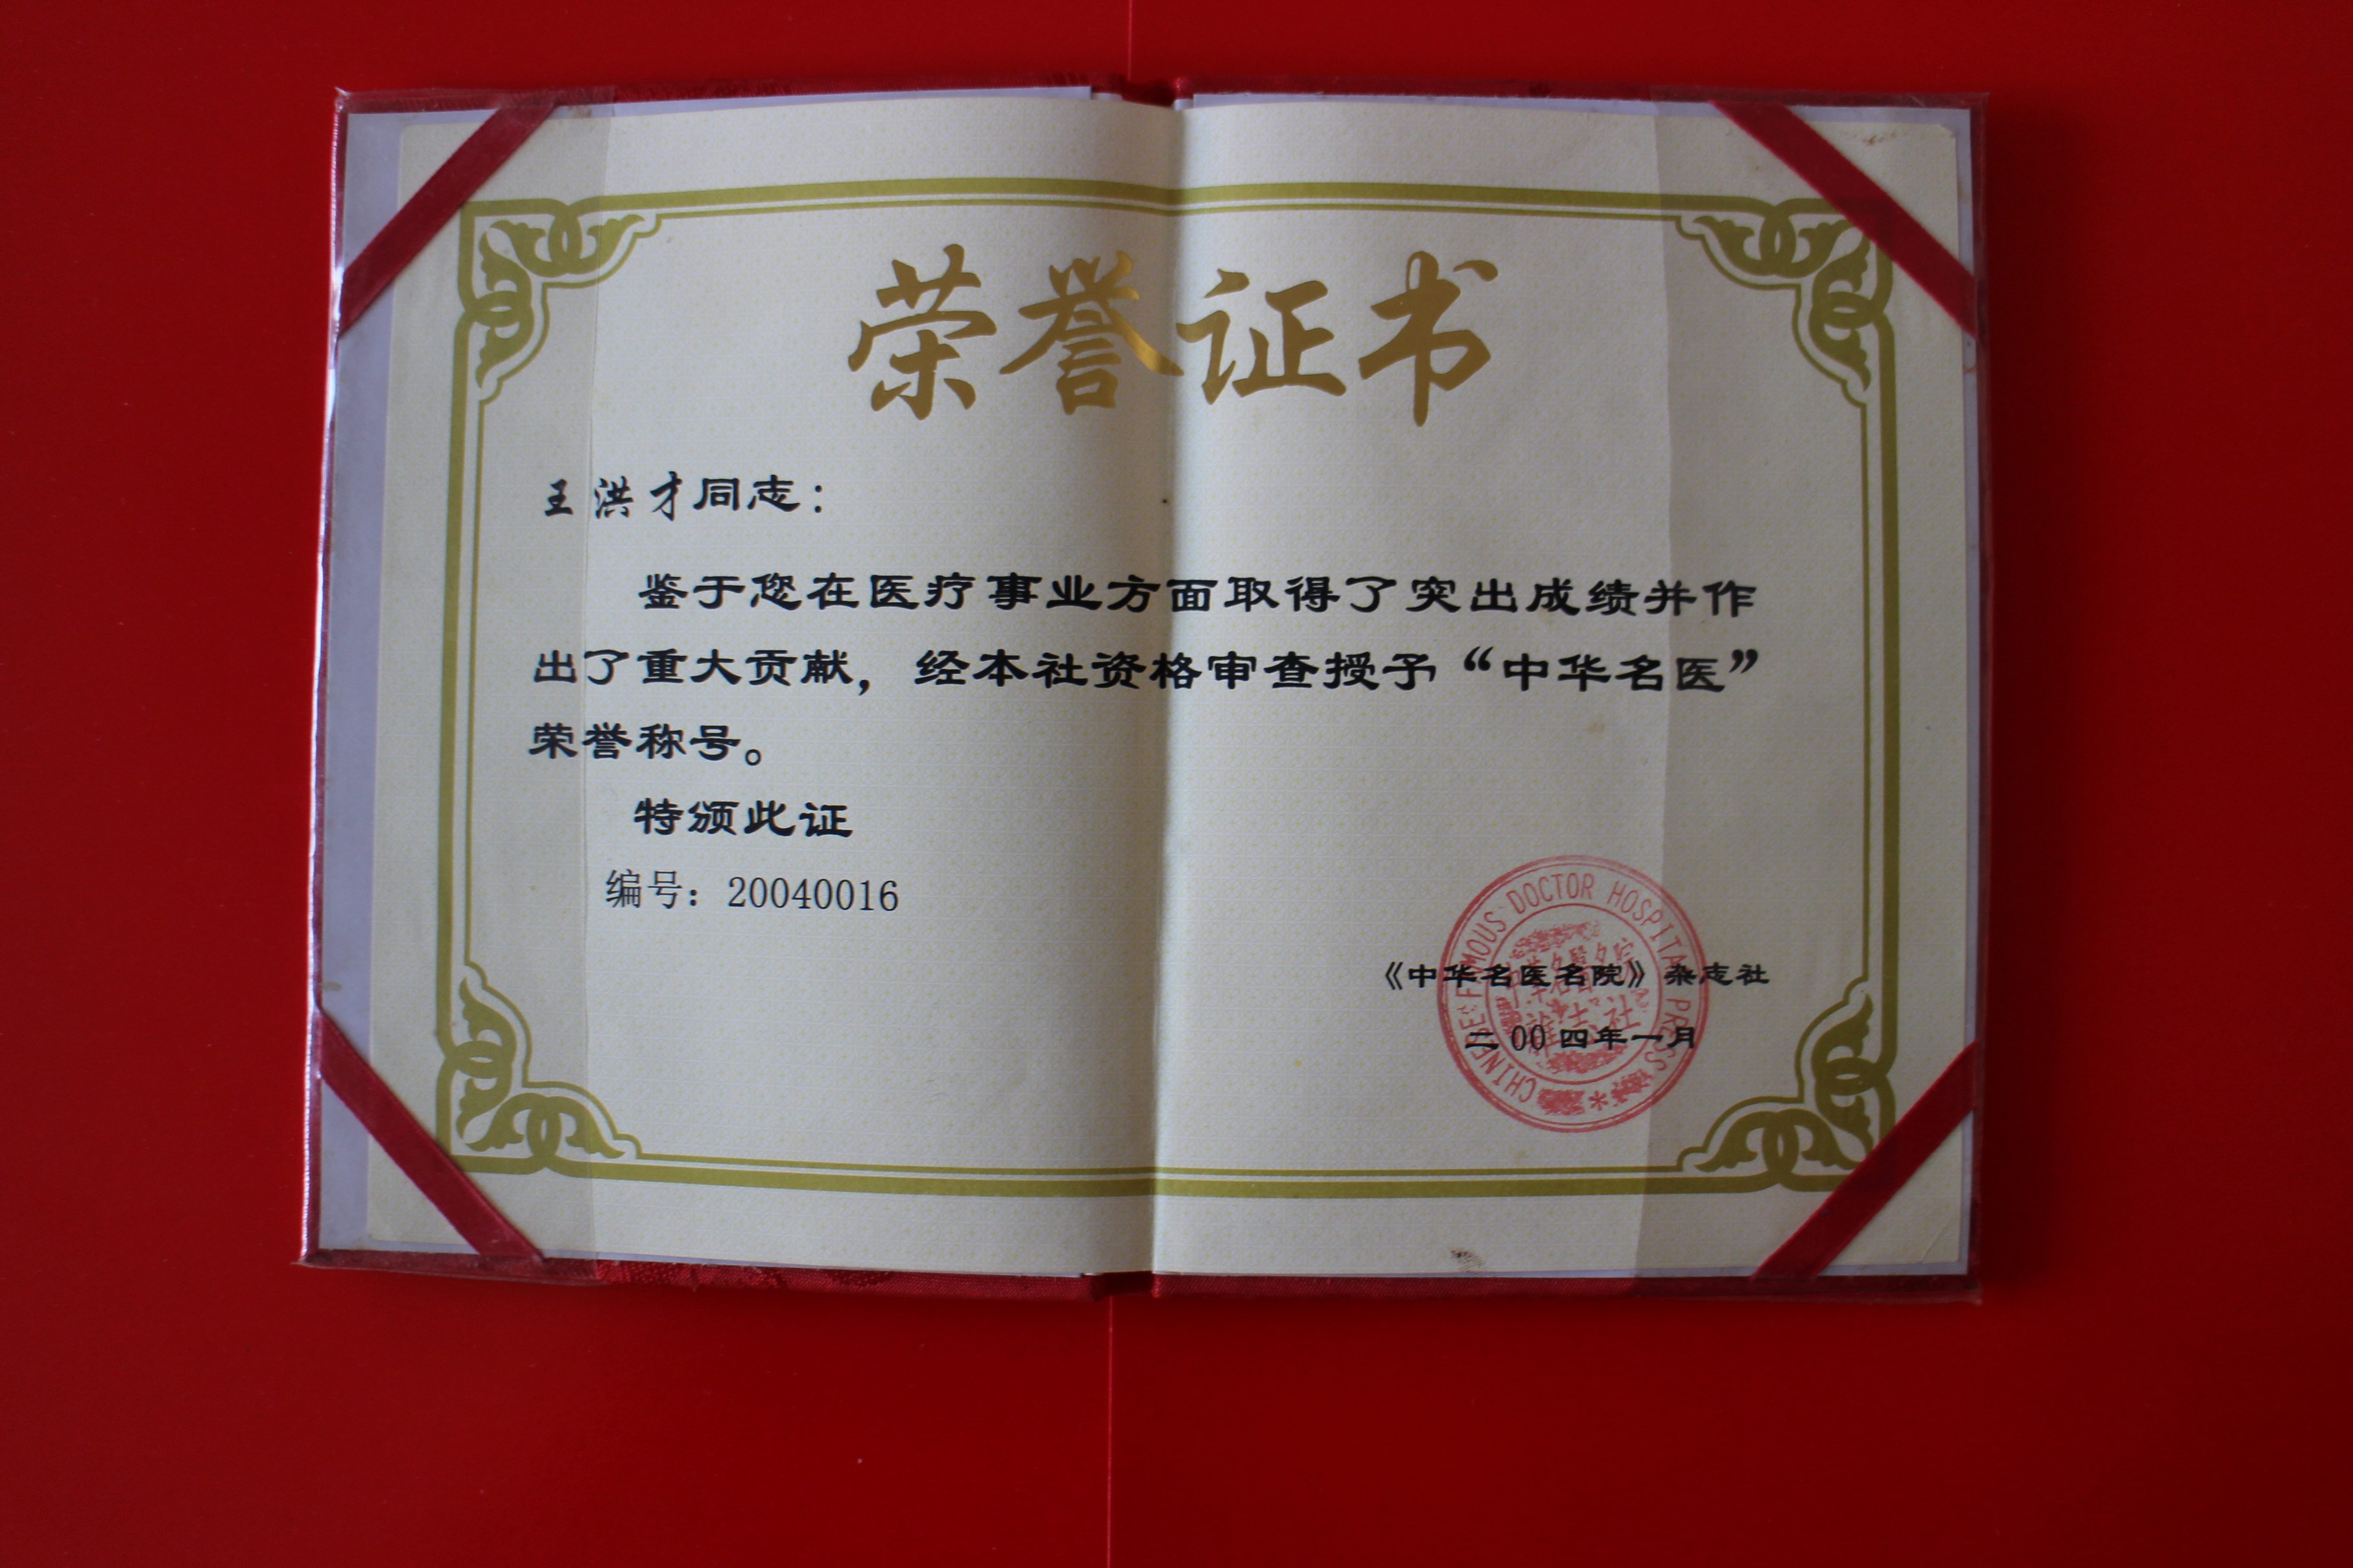 荣誉证书
王洪才同志：
鉴于您在医疗事业方面取得了突出成绩并作
出了重大贡献，经本社资格审查授予“中华名医”
荣誉称号。
特颁此证
编号：20040016
《中华名医名院》杂志社
二00四年一月
CHINESE FAMOUS DOCTOR HOSPITAL PRESS